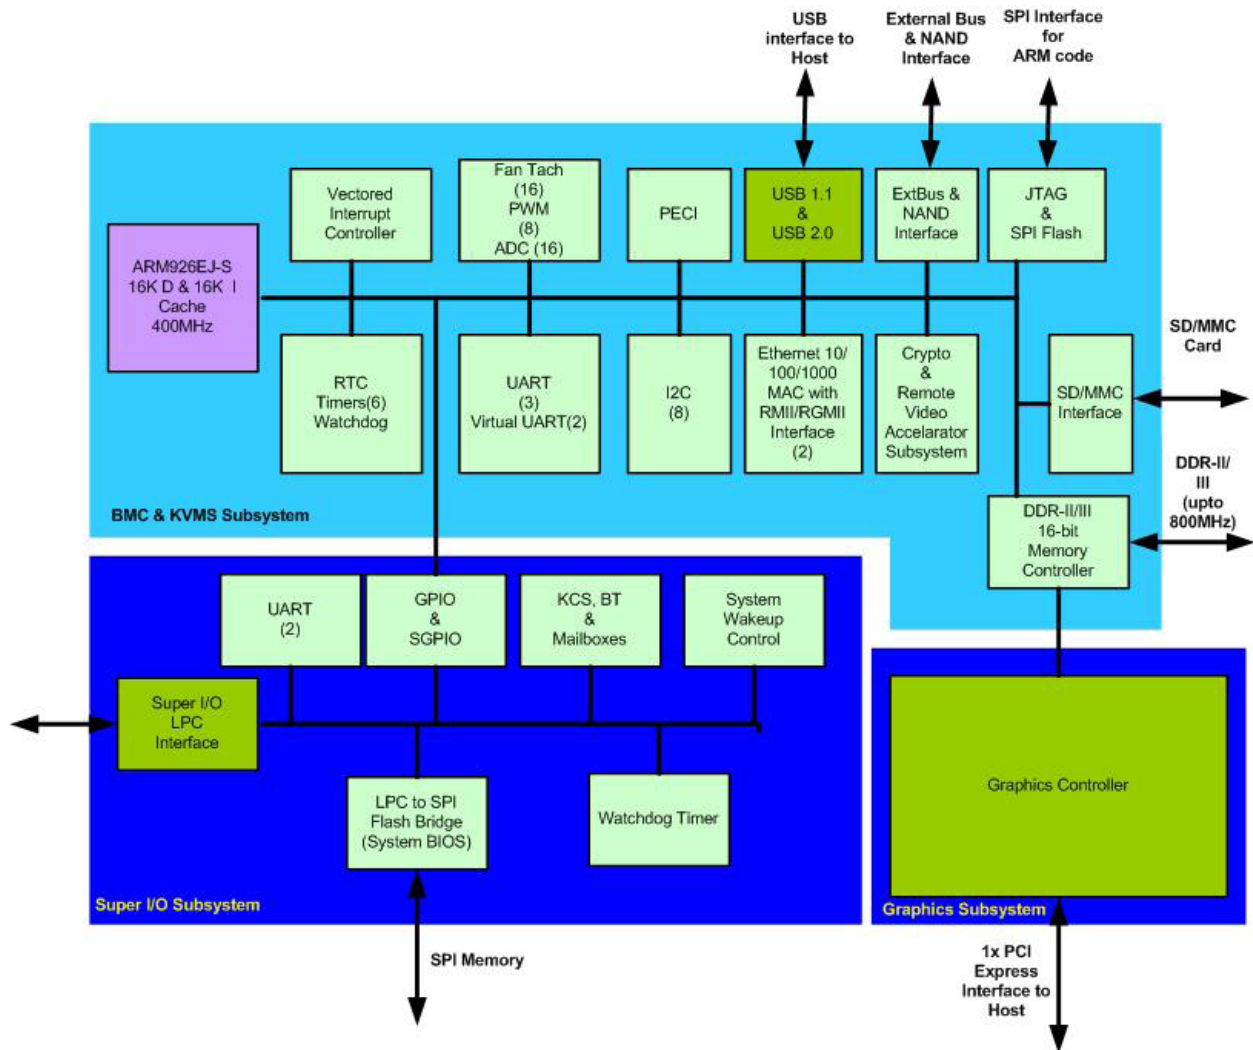 USB
interface to
Host
External Bus
& NAND
Interface
SPI Interface
for
ARM code
Vectored
Interrupt
Controller
Fan Tach
(16)
PWM
(8)
ADC (16)
PECI
USB 1.1
&
USB 2.0
ExtBus &
NAND
Interface
JTAG
&
SPI Flash
ARM926EJ-S
16K D & 16K I
Cache
400MHz
RTC
Timers(6)
Watchdog
UART
(3)
Virtual UART(2)
I2C
(8)
Ethernet 10/
100/1000
MAC with
RMII/RGMII
Interface
(2)
Crypto
&
Remote
Video
Accelarator
Subsystem
SD/MMC
Interface
SD/MMC
Card
BMC & KVMS Subsystem
DDR-II/III
16-bit
Memory
Controller
DDR-II/
III
(upto
800MHz)
UART
(2)
GPIO
&
SGPIO
KCS, BT
&
Mailboxes
System
Wakeup
Control
Super I/O
LPC
Interface
LPC to SPI
Flash Bridge
(System BIOS)
Watchdog Timer
Super I/O Subsystem
SPI Memory
Graphics Controller
Graphics Subsystem
1x PCI
Express
Interface to
Host